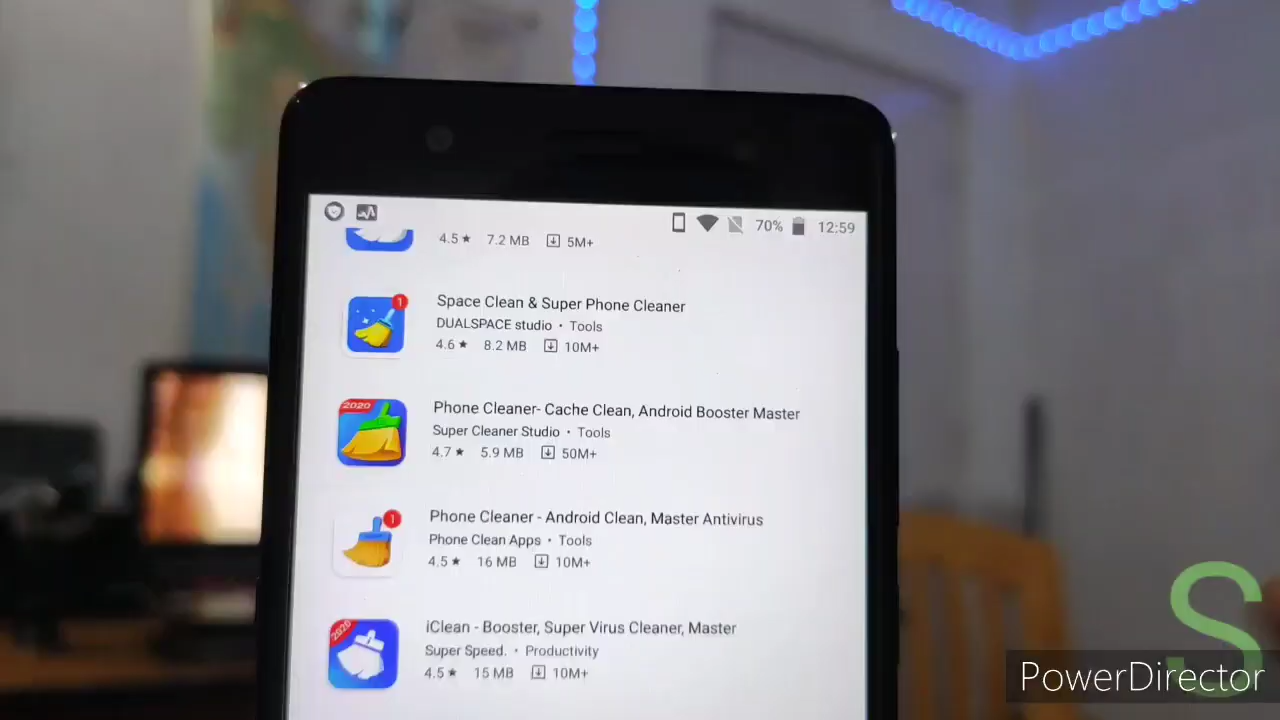 70% 12:59
4.5★ 7.2 MB 5M+
1
Space Clean & Super Phone Cleaner
DUALSPACE studio • Tools
4.6★ 8.2 MB 10M+
2020
Phone Cleaner- Cache Clean, Android Booster Master
Super Cleaner Studio • Tools
4.7★ 5.9 MB 50M+
1
Phone Cleaner - Android Clean, Master Antivirus
Phone Clean Apps • Tools
4.5★ 16 MB 10M+
2020
iClean - Booster, Super Virus Cleaner, Master
Super Speed. • Productivity
4.5★ 15 MB 10M+
S
PowerDirector